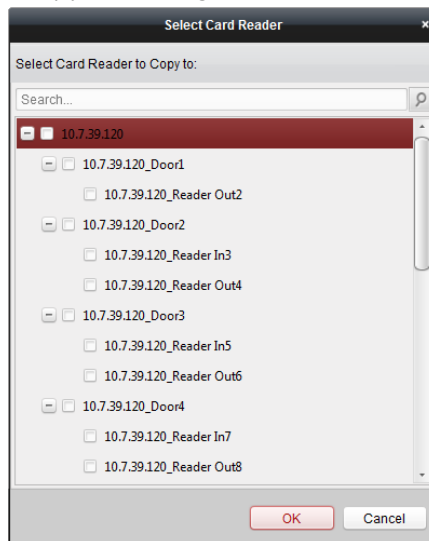 Select Card Reader
×
Select Card Reader to Copy to:
Search...
10.7.39.120
10.7.39.120_Door1
10.7.39.120_Reader Out2
10.7.39.120_Door2
10.7.39.120_Reader In3
10.7.39.120_Reader Out4
10.7.39.120_Door3
10.7.39.120_Reader In5
10.7.39.120_Reader Out6
10.7.39.120_Door4
10.7.39.120_Reader In7
10.7.39.120_Reader Out8
OK Cancel